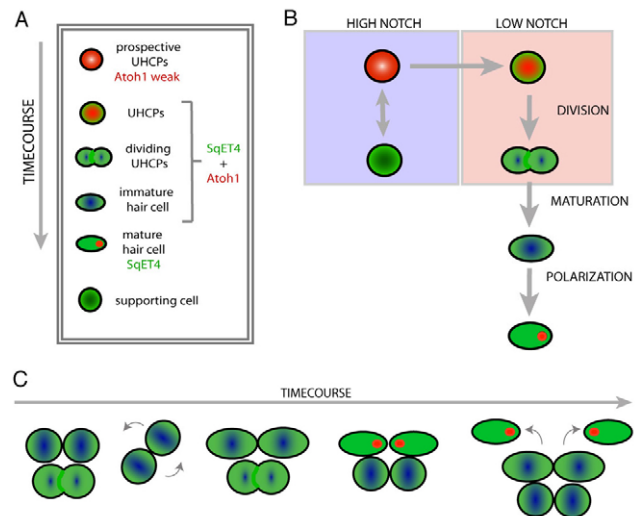 A
TIMECOURSE
prospective
UHCPs
Atoh1 weak
UHCPs
dividing
UHCPs
immature
hair cell
SqET4
+
Atoh1
mature
hair cell
SqET4
supporting cell
B
HIGH NOTCH
LOW NOTCH
DIVISION
MATURATION
POLARIZATION
C
TIMECOURSE